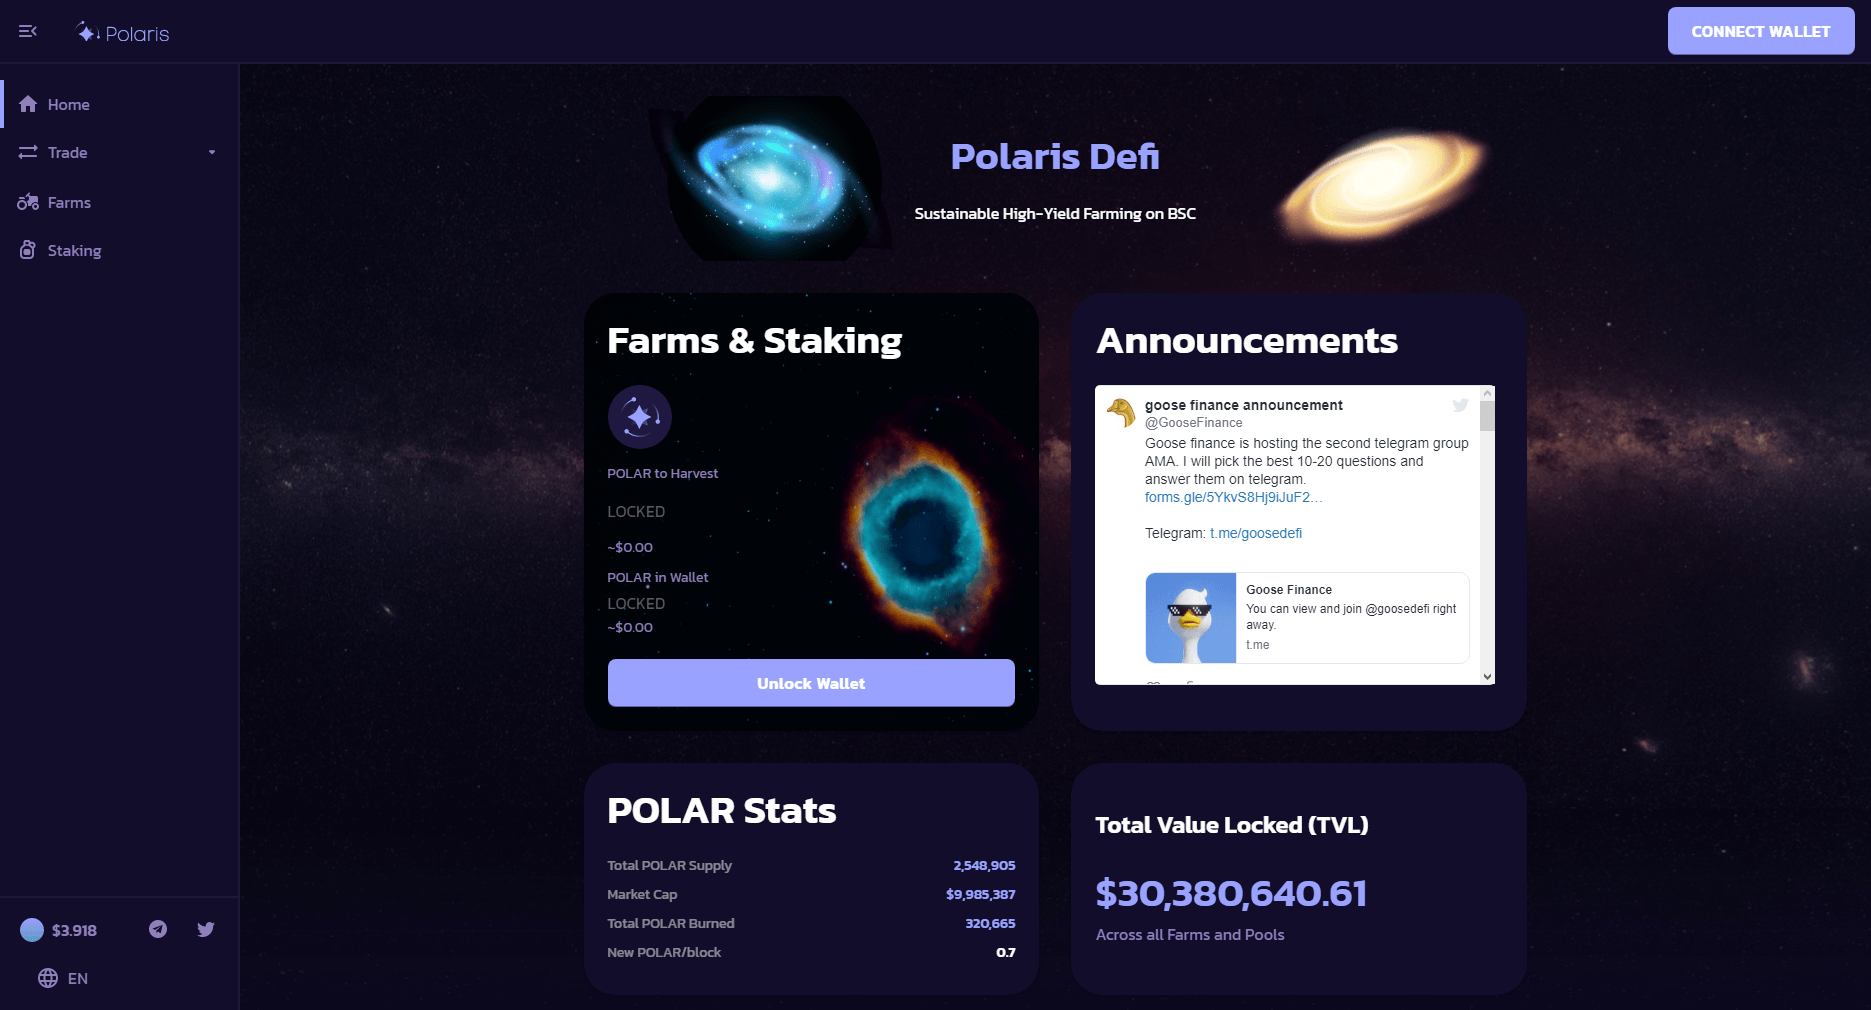 Polaris
CONNECT WALLET
Home
Trade
Farms
Staking
$3.918
EN
Polaris Defi
Sustainable High-Yield Farming on BSC
Farms & Staking
POLAR to Harvest
LOCKED
~$0.00
POLAR in Wallet
LOCKED
~$0.00
Unlock Wallet
Announcements
goose finance announcement
@GooseFinance
Goose finance is hosting the second telegram group
AMA. I will pick the best 10-20 questions and
answer them on telegram.
forms.gle/5YkvS8Hj9iJuF2…
Telegram: t.me/goosedefi
Goose Finance
You can view and join @goosedefi right
away.
t.me
POLAR Stats
Total POLAR Supply 2,548,905
Market Cap $9,985,387
Total POLAR Burned 320,665
New POLAR/block 0.7
Total Value Locked (TVL)
$30,380,640.61
Across all Farms and Pools